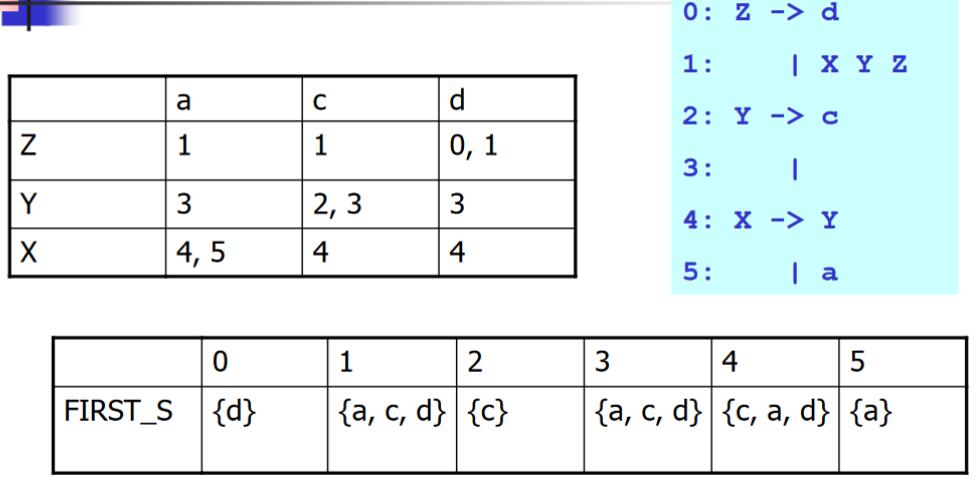 0: Z -> d
1: | X Y Z
2: Y -> c
3: |
4: X -> Y
5: | a
a c d
Z 1 1 0, 1
Y 3 2, 3 3
X 4, 5 4 4
0 1 2 3 4 5
FIRST_S {d} {a, c, d} {c} {a, c, d} {c, a, d} {a}